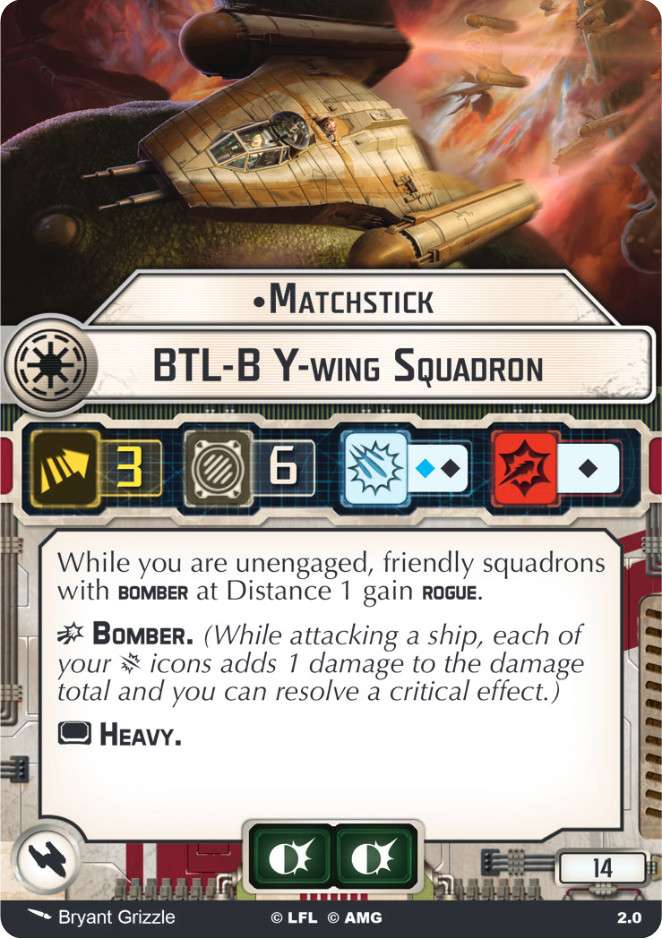 •Matchstick
BTL-B Y-wing Squadron
3 6
While you are unengaged, friendly squadrons
with BOMBER at Distance 1 gain ROGUE.
Bomber. (While attacking a ship, each of
your icons adds 1 damage to the damage
total and you can resolve a critical effect.)
Heavy.
14
Bryant Grizzle © LFL © AMG 2.0